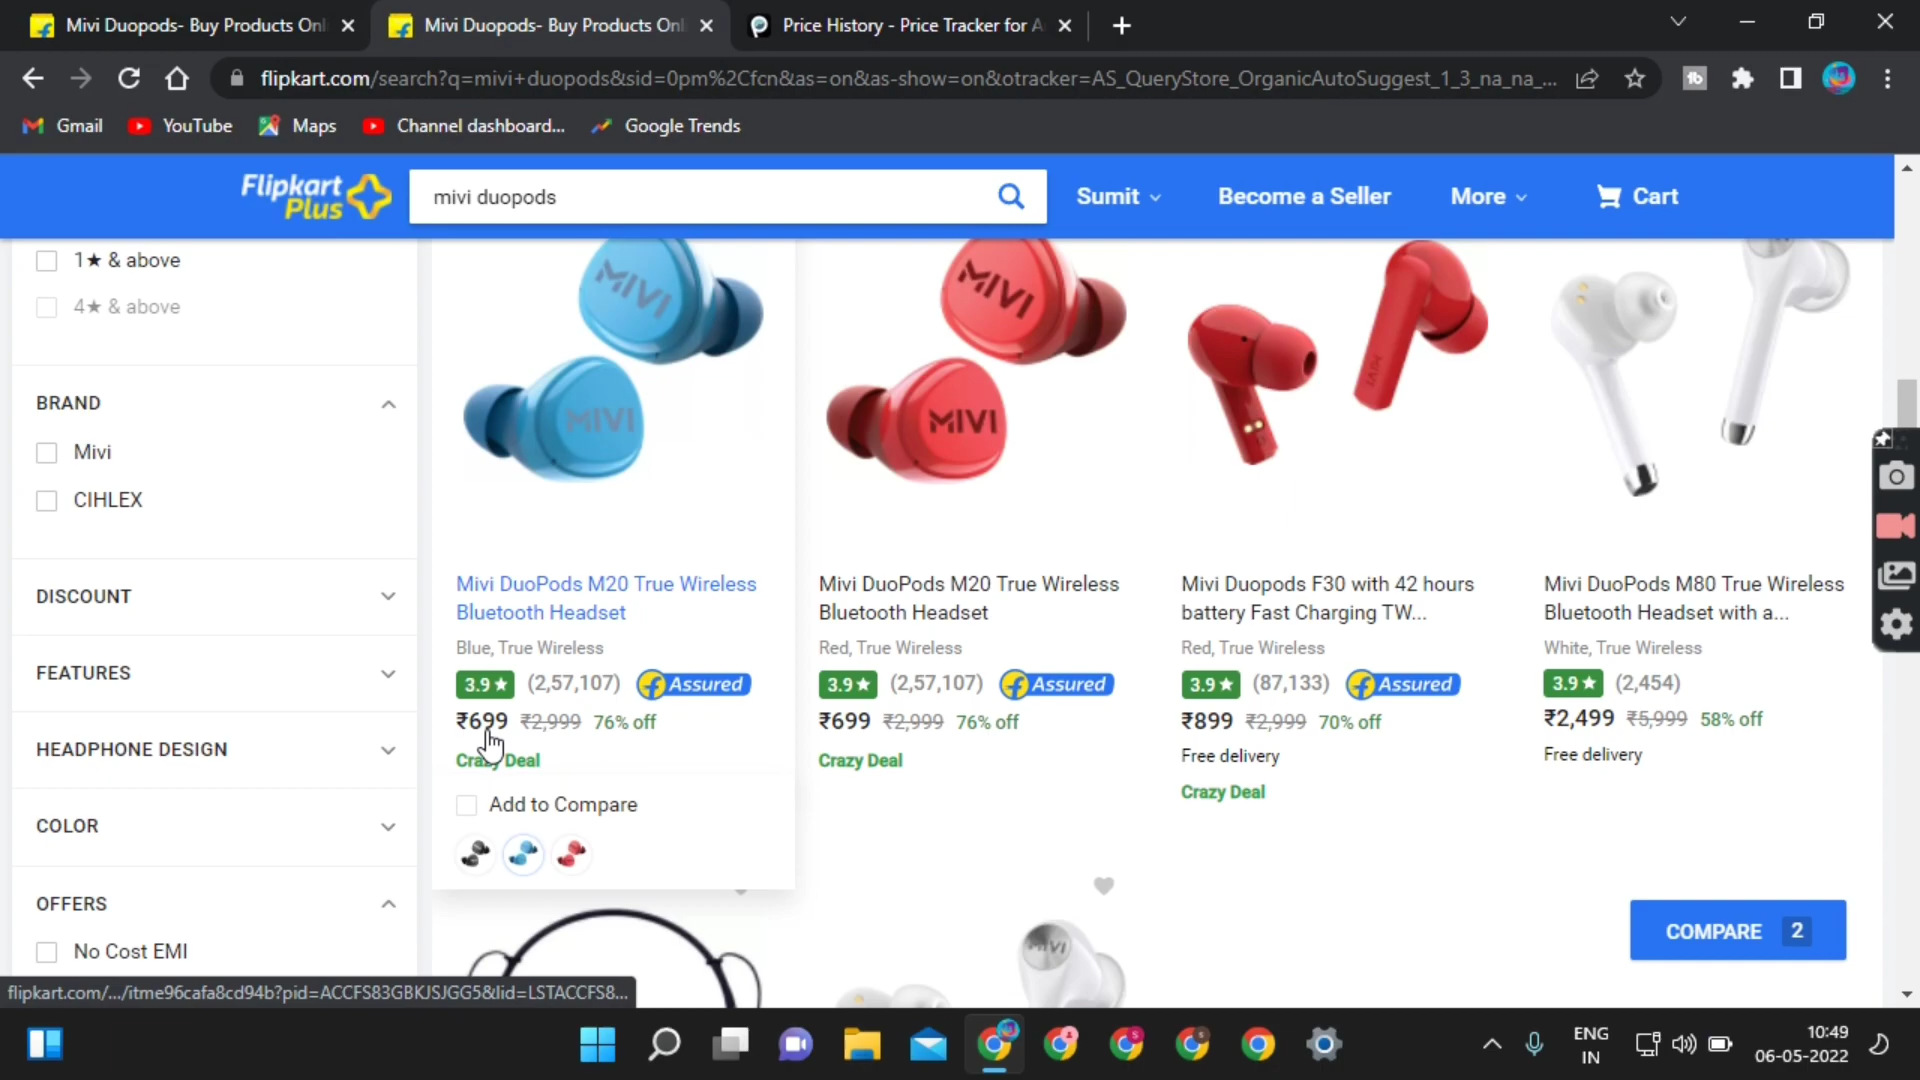 Mivi Duopods- Buy Products Onl
Mivi Duopods- Buy Products Onl
Price History - Price Tracker for A
flipkart.com/search?q=mivi+duopods&sid=0pm%2Cfcn&as=on&as-show=on&otracker=AS_QueryStore_OrganicAutoSuggest_1_3_na_na_...
Gmail
YouTube
Maps
Channel dashboard...
Google Trends
Flipkart
Plus
mivi duopods
Sumit
Become a Seller
More
Cart
1★ & above
4★ & above
BRAND
Mivi
CIHLEX
DISCOUNT
FEATURES
HEADPHONE DESIGN
COLOR
OFFERS
No Cost EMI
MIVI
MIVI
MIVI
MIVI
MIVI
Mivi DuoPods M20 True Wireless
Bluetooth Headset
Blue, True Wireless
3.9★ (2,57,107) Assured
₹699 ₹2,999 76% off
Crazy Deal
Add to Compare
Mivi DuoPods M20 True Wireless
Bluetooth Headset
Red, True Wireless
3.9★ (2,57,107) Assured
₹699 ₹2,999 76% off
Crazy Deal
Mivi Duopods F30 with 42 hours
battery Fast Charging TW...
Red, True Wireless
3.9★ (87,133) Assured
₹899 ₹2,999 70% off
Free delivery
Crazy Deal
Mivi DuoPods M80 True Wireless
Bluetooth Headset with a...
White, True Wireless
3.9★ (2,454)
₹2,499 ₹5,999 58% off
Free delivery
MIVI
COMPARE 2
flipkart.com/.../itme96cafa8cd94b?pid=ACCFS83GBKJSJGG5&lid=LSTACCFS8...
ENG
IN
10:49
06-05-2022